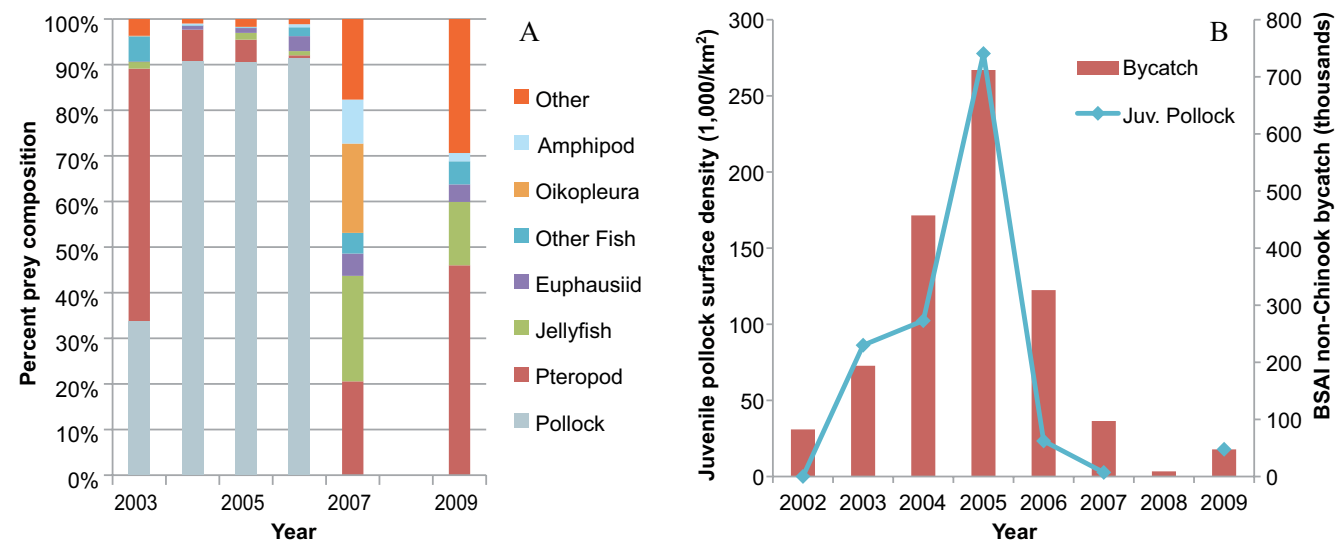 A
Percent prey composition
100%
90%
80%
70%
60%
50%
40%
30%
20%
10%
0%
2003
2005
2007
2009
Year
Other
Amphipod
Oikopleura
Other Fish
Euphausiid
Jellyfish
Pteropod
Pollock
B
Juvenile pollock surface density (1,000/km²)
300
250
200
150
100
50
0
2002 2003 2004 2005 2006 2007 2008 2009
Year
Bycatch
Juv. Pollock
800
700
600
500
400
300
200
100
0
BSAI non-Chinook bycatch (thousands)